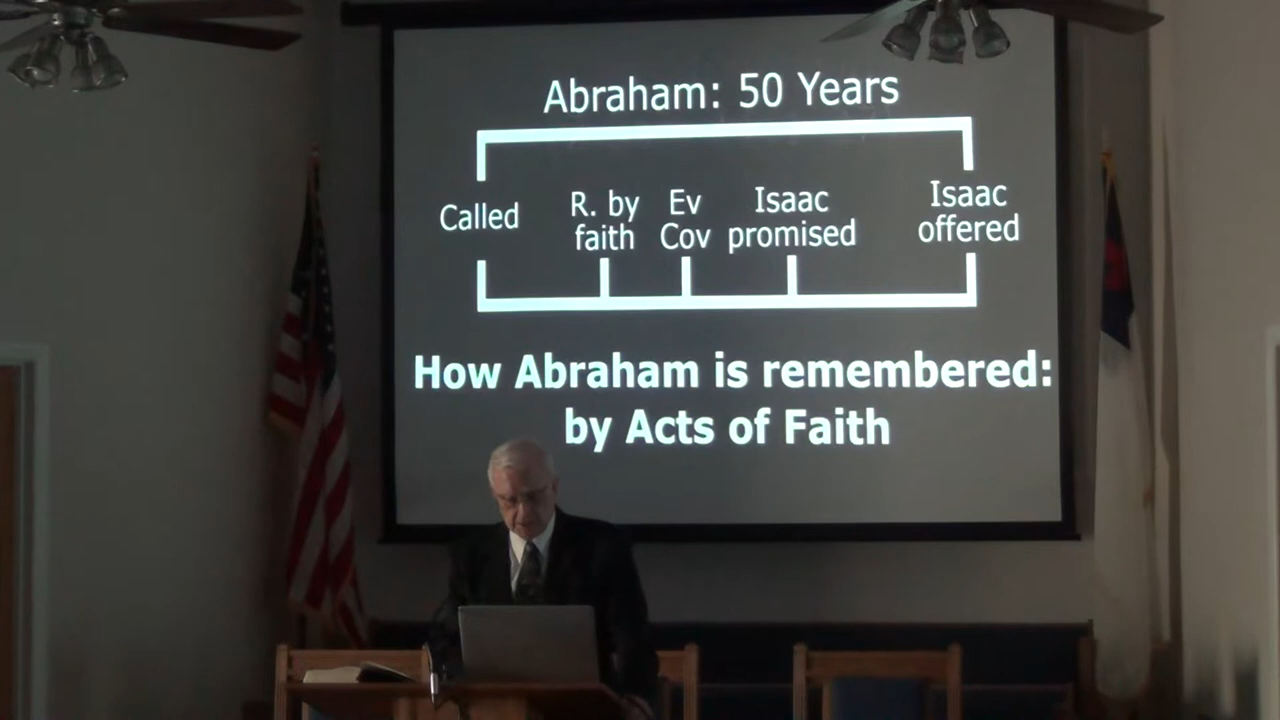 Abraham: 50 Years
Called
R. by
faith
Ev
Cov
Isaac
promised
Isaac
offered
How Abraham is remembered:
by Acts of Faith